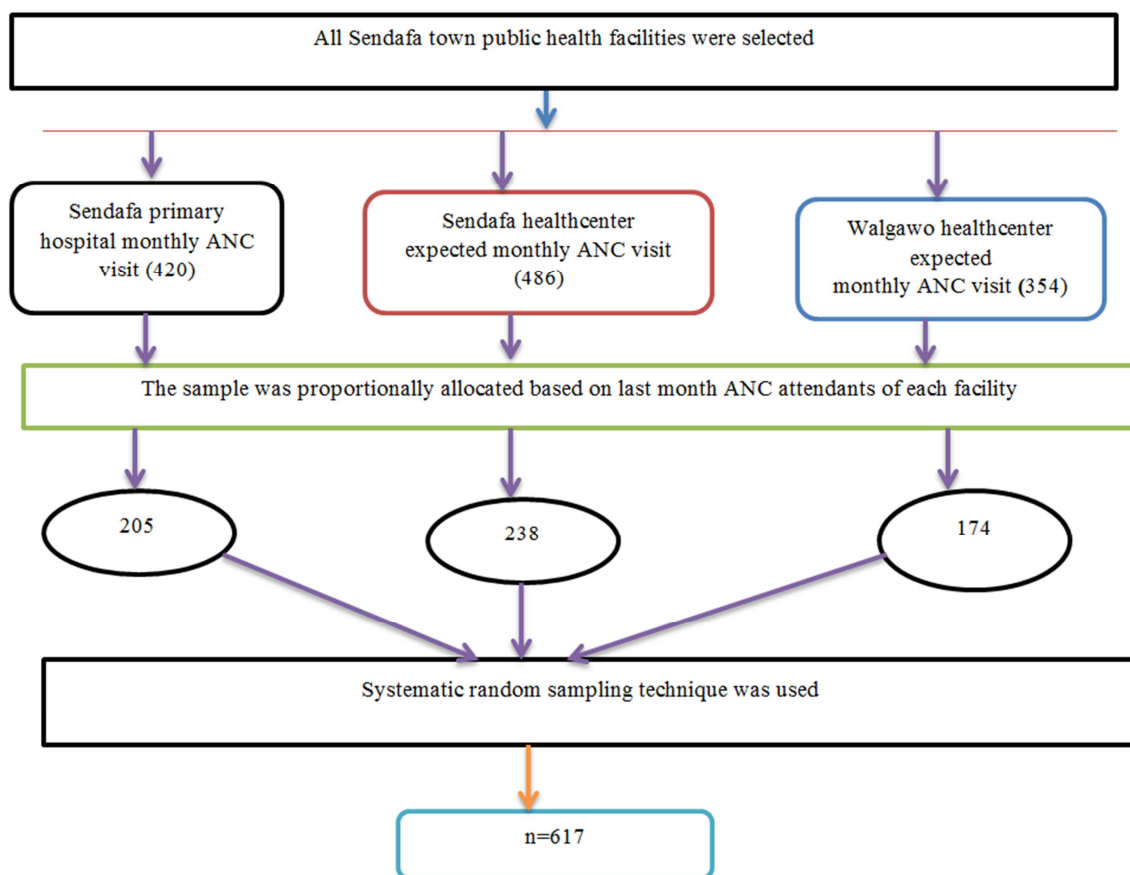 All Sendafa town public health facilities were selected
Sendafa primary
hospital monthly ANC
visit (420)
Sendafa healthcenter
expected monthly ANC visit
(486)
Walgawo healthcenter
expected
monthly ANC visit (354)
The sample was proportionally allocated based on last month ANC attendants of each facility
205
238
174
Systematic random sampling technique was used
n=617